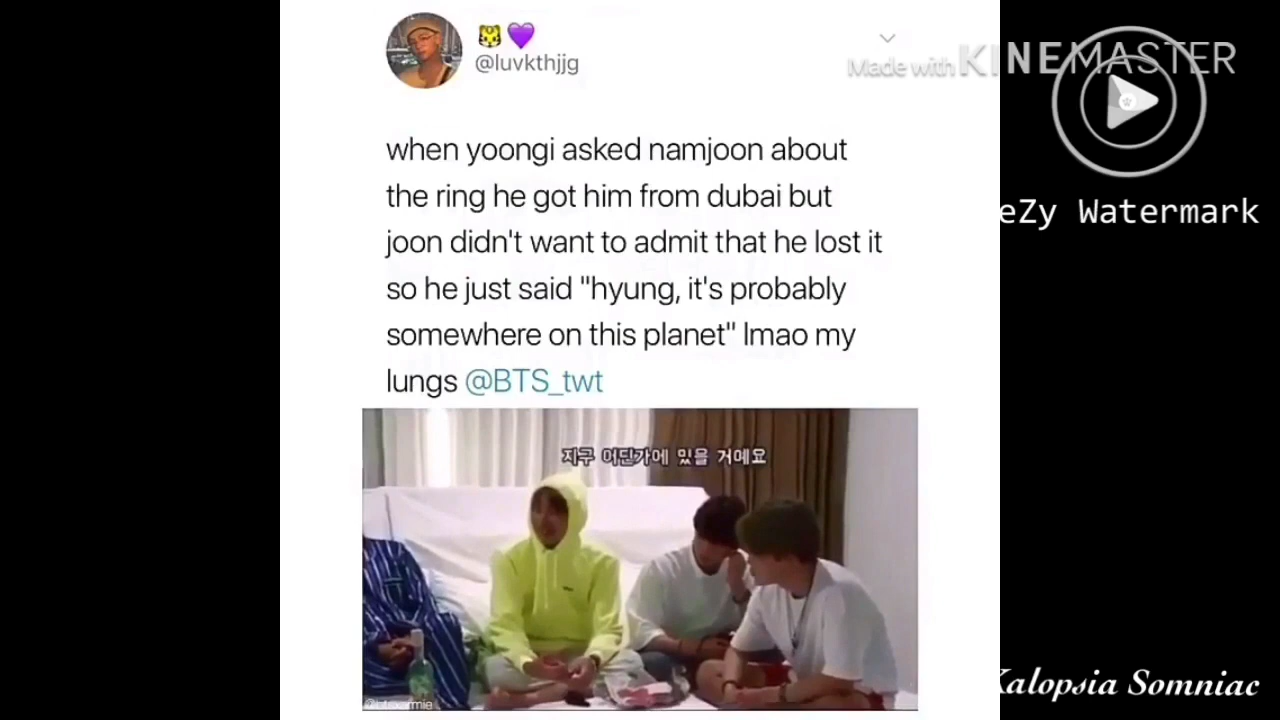 @luvkthjjg
Made with KINEMASTER
eZy Watermark
when yoongi asked namjoon about
the ring he got him from dubai but
joon didn't want to admit that he lost it
so he just said "hyung, it's probably
somewhere on this planet" lmao my
lungs @BTS_twt
지구 어딘가에 있을 거예요
Kalopsia Somniac